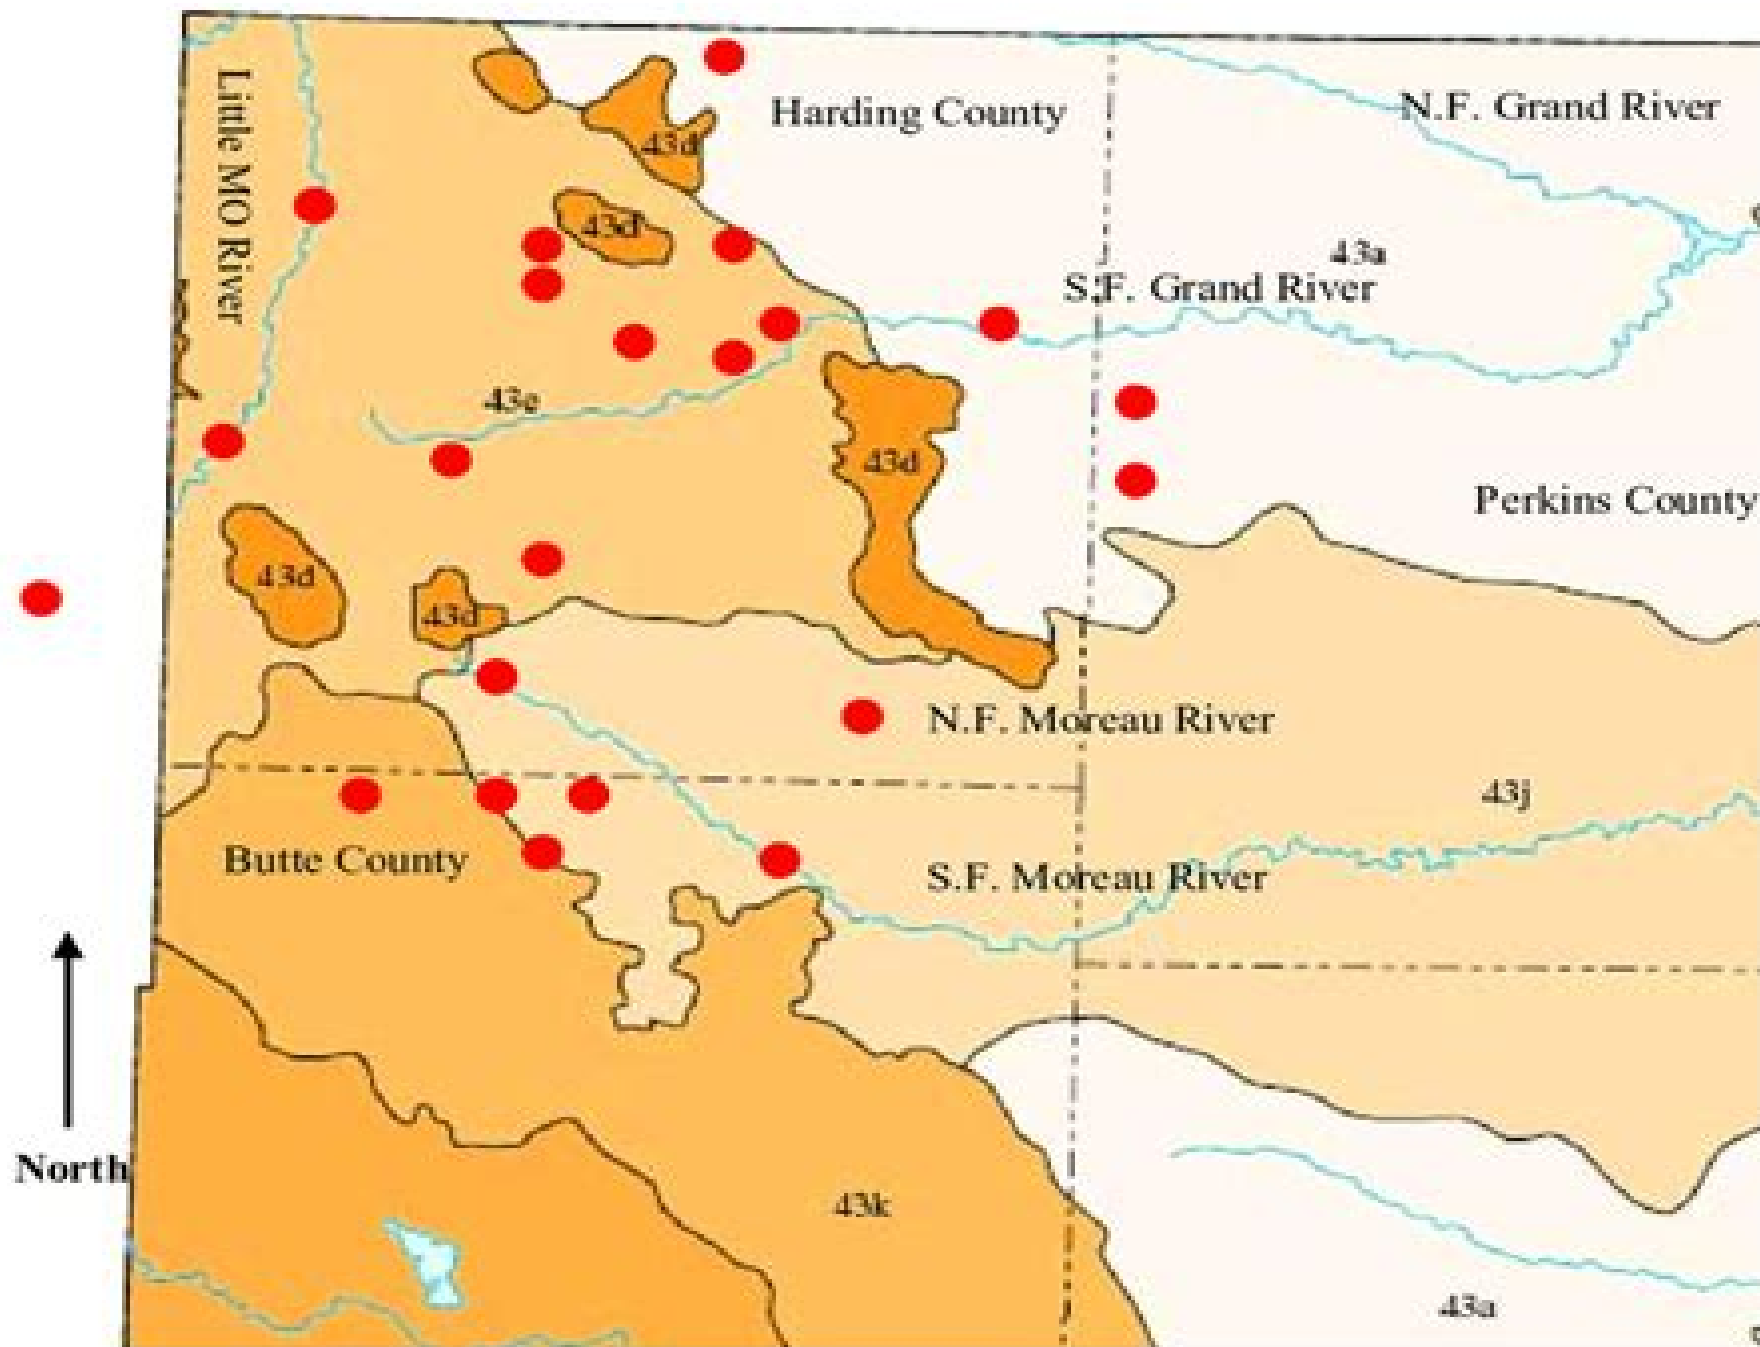 Little MO River
Harding County
N.F. Grand River
43d
43d
43a
S.F. Grand River
43e
43d
Perkins County
43d
43d
N.F. Moreau River
43j
Butte County
S.F. Moreau River
North
43k
43a